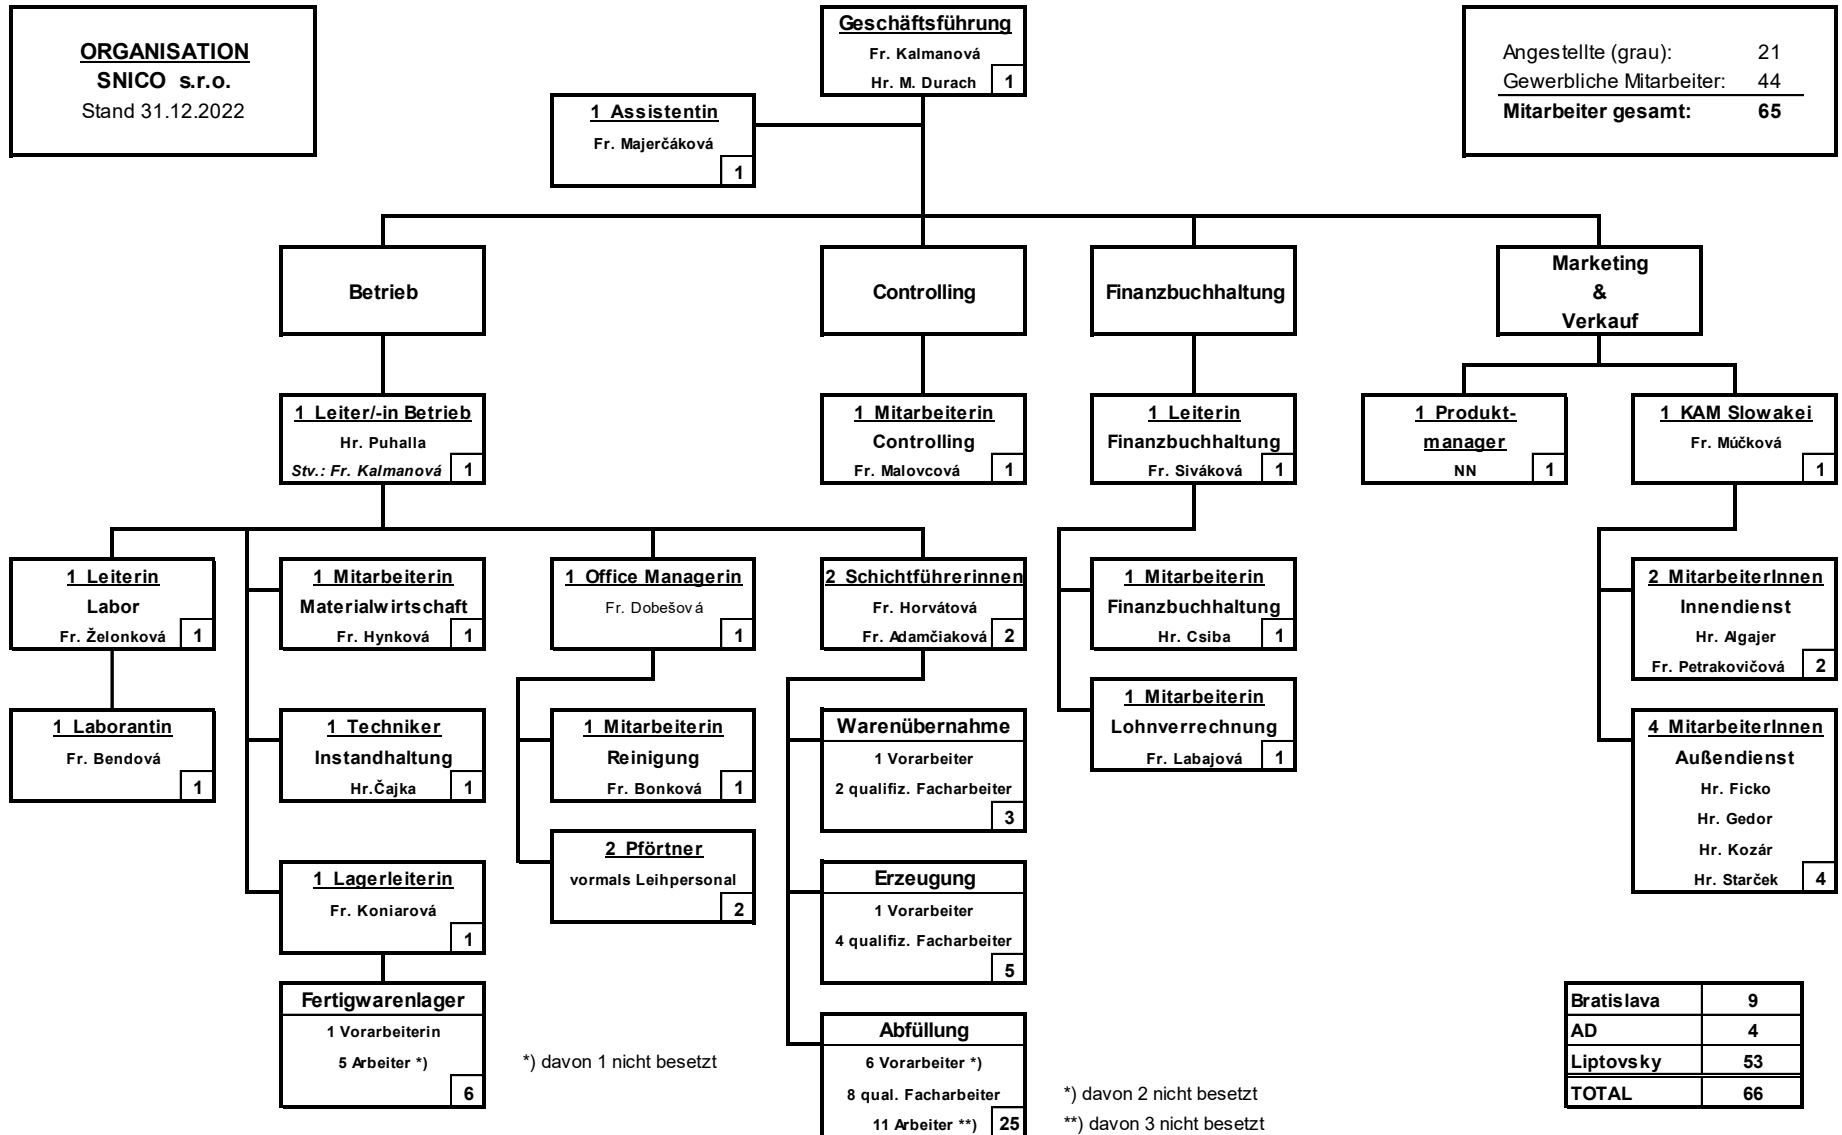 ORGANISATION
SNICO s.r.o.
Stand 31.12.2022
Geschäftsführung
Fr. Kalmanová
Hr. M. Durach 1
Angestellte (grau): 21
Gewerbliche Mitarbeiter: 44
Mitarbeiter gesamt: 65
1 Assistentin
Fr. Majerčáková
1
Betrieb
Controlling
Finanzbuchhaltung
Marketing
&
Verkauf
1 Leiter/-in Betrieb
Hr. Puhalla
Stv.: Fr. Kalmanová 1
1 Mitarbeiterin
Controlling
Fr. Malovcová 1
1 Leiterin
Finanzbuchhaltung
Fr. Siváková 1
1 Produkt-
manager
NN 1
1 KAM Slowakei
Fr. Múčková
1
1 Leiterin
Labor
Fr. Želonková 1
1 Mitarbeiterin
Materialwirtschaft
Fr. Hynková 1
1 Office Managerin
Fr. Dobešová
1
2 Schichtführerinnen
Fr. Horvátová
Fr. Adamčiaková 2
1 Mitarbeiterin
Finanzbuchhaltung
Hr. Csiba 1
2 MitarbeiterInnen
Innendienst
Hr. Algajer
Fr. Petrakovičová 2
1 Laborantin
Fr. Bendová
1
1 Techniker
Instandhaltung
Hr.Čajka 1
1 Mitarbeiterin
Reinigung
Fr. Bonková 1
Warenübernahme
1 Vorarbeiter
2 qualifiz. Facharbeiter
3
1 Mitarbeiterin
Lohnverrechnung
Fr. Labajová 1
4 MitarbeiterInnen
Außendienst
Hr. Ficko
Hr. Gedor
Hr. Kozár
Hr. Starček 4
1 Lagerleiterin
Fr. Koniarová
1
2 Pförtner
vormals Leihpersonal
2
Erzeugung
1 Vorarbeiter
4 qualifiz. Facharbeiter
5
Fertigwarenlager
1 Vorarbeiterin
5 Arbeiter *)
6
*) davon 1 nicht besetzt
Abfüllung
6 Vorarbeiter *)
8 qual. Facharbeiter
11 Arbeiter **) 25
*) davon 2 nicht besetzt
**) davon 3 nicht besetzt
Bratislava 9
AD 4
Liptovsky 53
TOTAL 66